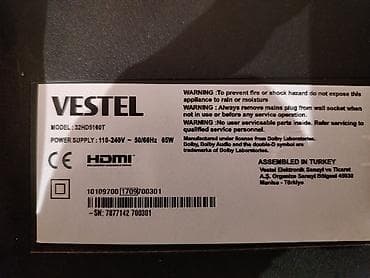 VESTEL
MODEL : 32HD5140T
POWER SUPPLY : 110-240V ~ 50/60Hz 65W
CE HDMI
10109700 1709 700301
-SN: 7877142 700301
WARNING :To prevent fire or shock hazard do not expose this
appliance to rain or moisture
WARNING :Always remove mains plug from wall socket when
not in use or before any service operation.
WARNING :No user serviceable parts inside. Refer servicing to
qualified service personnel.
Manufactured under license from Dolby Laboratories.
Dolby, Dolby Audio and the double-D symbol are
trademarks of Dolby Laboratories.
ASSEMBLED IN TURKEY
Vestel Elektronik Sanayi ve Ticaret
A.Ş. Organize Sanayi Bölgesi 45030
Manisa - Türkiye